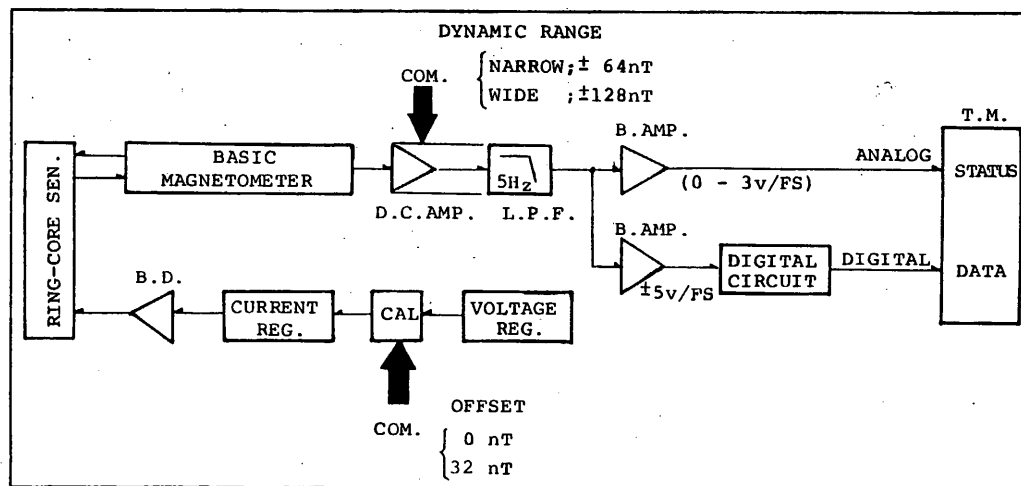 DYNAMIC RANGE
COM.
NARROW;± 64nT
WIDE ;±128nT
T.M.
B.AMP.
RING-CORE SEN.
BASIC
MAGNETOMETER
5Hz
ANALOG
STATUS
(0 - 3v/FS)
D.C.AMP.
L.P.F.
B.AMP.
B.D.
±5v/FS
DIGITAL
CIRCUIT
DIGITAL
DATA
CURRENT
REG.
CAL
VOLTAGE
REG.
COM.
OFFSET
0 nT
32 nT